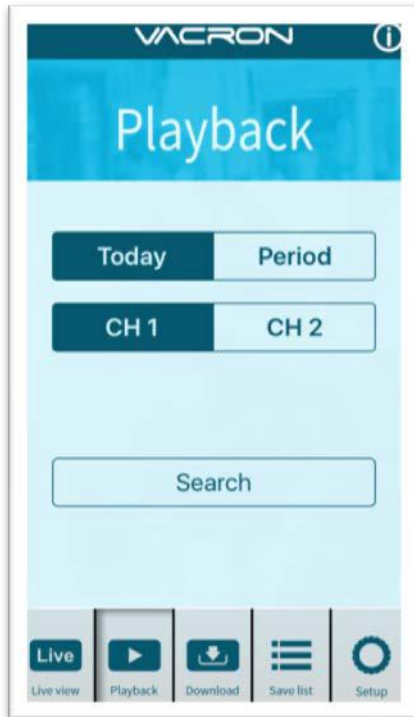 VACRON
Playback
Today Period
CH 1 CH 2
Search
Live
Live view Playback Download Save list Setup